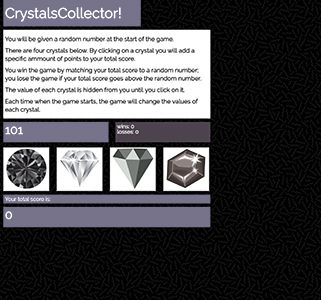 CrystalsCollector!
You will be given a random number at the start of the game.
There are four crystals below. By clicking on a crystal you will add a
specific ammount of points to your total score.
You win the game by matching your total score to a random number;
you lose the game if your total score goes above the random number.
The value of each crystal is hidden from you until you click on it.
Each time when the game starts, the game will change the values of
each crystal.
101
wins: 0
losses: 0
Your total score is:
0